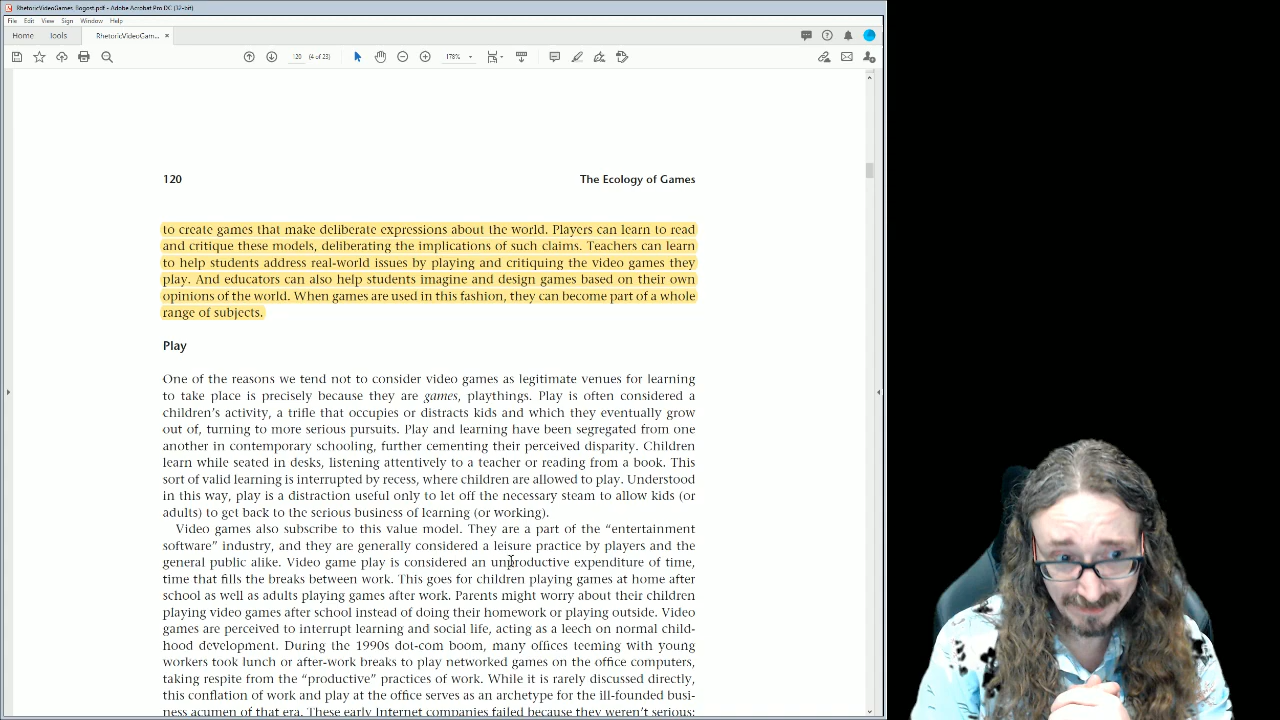 RhetoricVideoGames_Bogost.pdf - Adobe Acrobat Pro DC (32-bit)
File Edit View Sign Window Help
Home Tools RhetoricVideoGam... ×
120 (4 of 23) 178%
120 The Ecology of Games
to create games that make deliberate expressions about the world. Players can learn to read
and critique these models, deliberating the implications of such claims. Teachers can learn
to help students address real-world issues by playing and critiquing the video games they
play. And educators can also help students imagine and design games based on their own
opinions of the world. When games are used in this fashion, they can become part of a whole
range of subjects.
Play
One of the reasons we tend not to consider video games as legitimate venues for learning
to take place is precisely because they are games, playthings. Play is often considered a
children's activity, a trifle that occupies or distracts kids and which they eventually grow
out of, turning to more serious pursuits. Play and learning have been segregated from one
another in contemporary schooling, further cementing their perceived disparity. Children
learn while seated in desks, listening attentively to a teacher or reading from a book. This
sort of valid learning is interrupted by recess, where children are allowed to play. Understood
in this way, play is a distraction useful only to let off the necessary steam to allow kids (or
adults) to get back to the serious business of learning (or working).
Video games also subscribe to this value model. They are a part of the “entertainment
software” industry, and they are generally considered a leisure practice by players and the
general public alike. Video game play is considered an unproductive expenditure of time,
time that fills the breaks between work. This goes for children playing games at home after
school as well as adults playing games after work. Parents might worry about their children
playing video games after school instead of doing their homework or playing outside. Video
games are perceived to interrupt learning and social life, acting as a leech on normal child-
hood development. During the 1990s dot-com boom, many offices teeming with young
workers took lunch or after-work breaks to play networked games on the office computers,
taking respite from the “productive” practices of work. While it is rarely discussed directly,
this conflation of work and play at the office serves as an archetype for the ill-founded busi-
ness acumen of that era. These early Internet companies failed because they weren't serious;